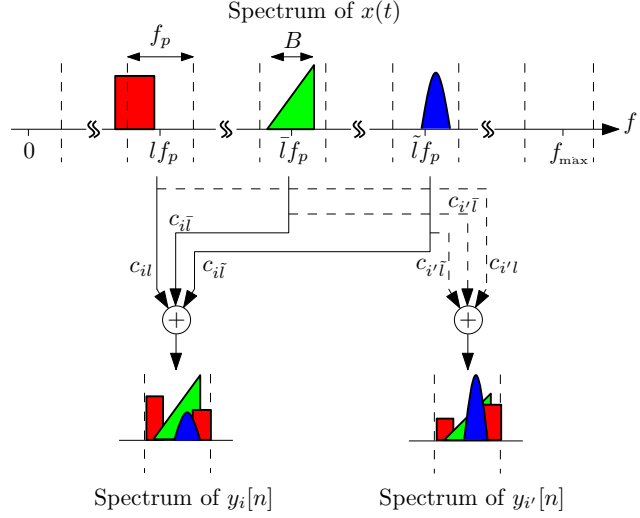 Spectrum of x(t)
f_p
B
f
0
lf_p
l̄f_p
l̃f_p
f_max
c_{il̄}
c_{i′l̄}
c_{il}
c_{il̃}
c_{i′l̃}
c_{i′l}
+
+
Spectrum of y_i[n]
Spectrum of y_{i′}[n]